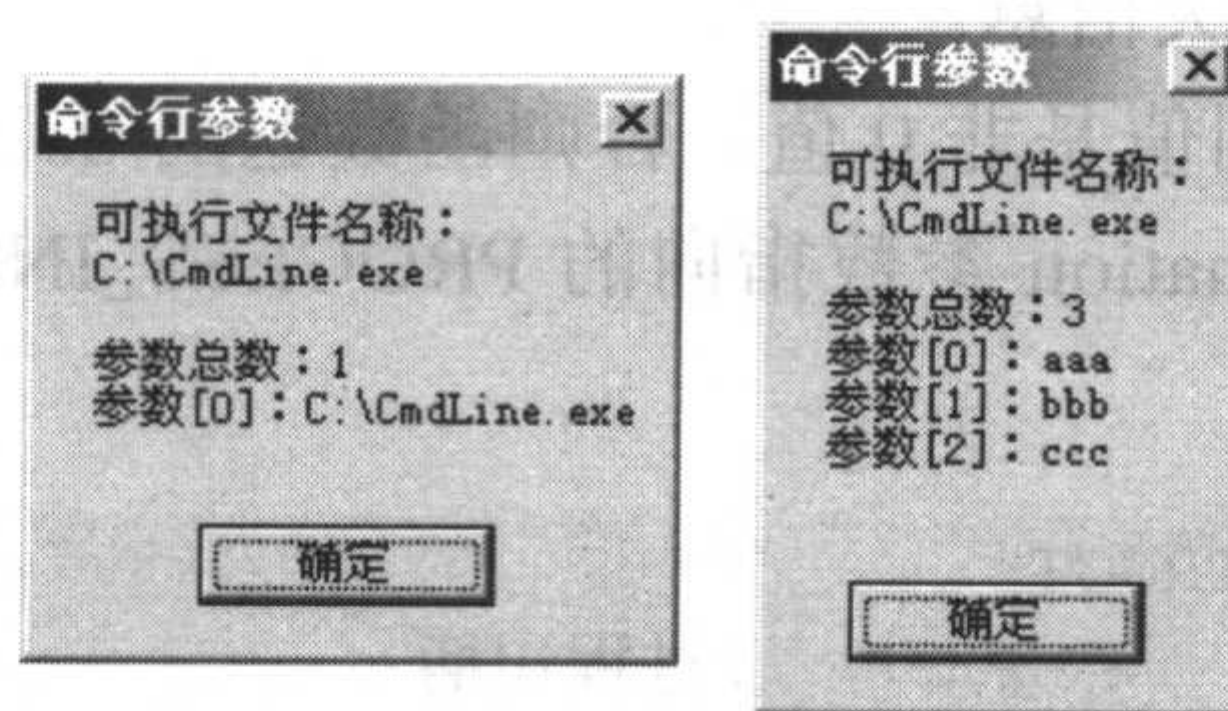 命令行参数
可执行文件名称：
C:\CmdLine.exe
参数总数：1
参数[0]：C:\CmdLine.exe
确定
命令行参数
可执行文件名称：
C:\CmdLine.exe
参数总数：3
参数[0]：aaa
参数[1]：bbb
参数[2]：ccc
确定